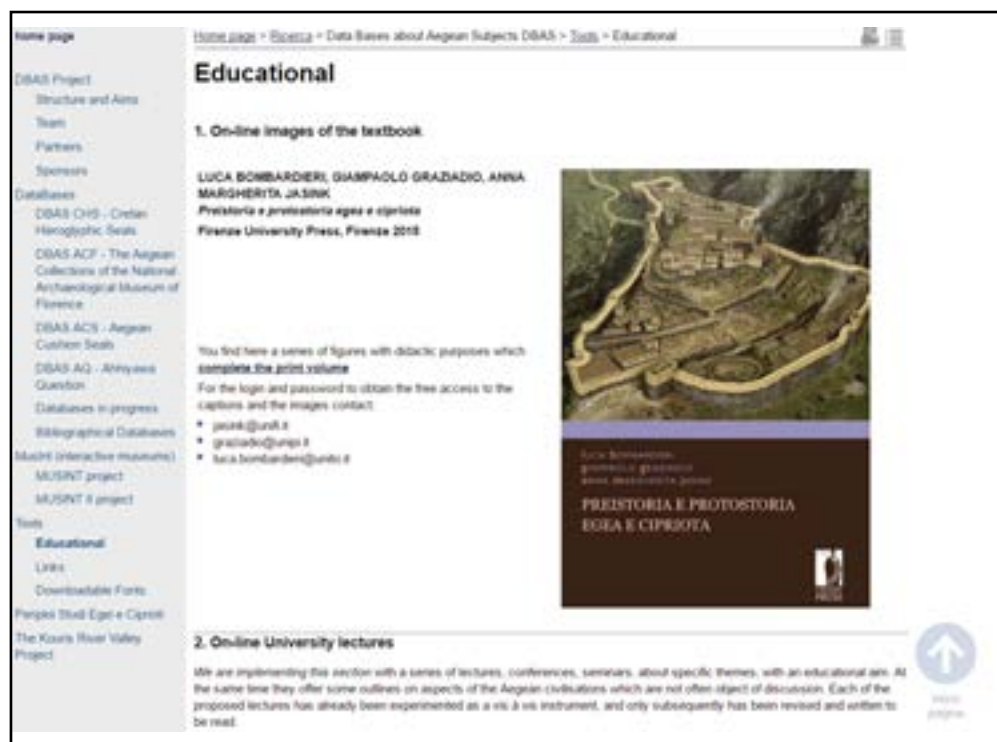 home page
DBAS Project
Structure and Aims
Team
Partners
Sponsors
DataBases
DBAS CHS - Cretan
Hieroglyphic Seals
DBAS ACF - The Aegean
Collections of the National
Archaeological Museum of
Florence
DBAS ACS - Aegean
Cushion Seals
DBAS AQ - Ahhiyawa
Question
Databases in progress
Bibliographical Databases
MusInt (interactive museums)
MUSINT project
MUSINT II project
Tools
Educational
Links
Downloadable Fonts
Periploi Studi Egei e Ciprioti
The Kouris River Valley
Project
Home page > Ricerca > Data Bases about Aegean Subjects DBAS > Tools > Educational
Educational
1. On-line images of the textbook
LUCA BOMBARDIERI, GIAMPAOLO GRAZIADIO, ANNA
MARGHERITA JASINK
Preistoria e protostoria egea e cipriota
Firenze University Press, Firenze 2015
You find here a series of figures with didactic purposes which
complete the print volume
For the login and password to obtain the free access to the
captions and the images contact:
jasink@unifi.it
graziadio@unipi.it
luca.bombardieri@unito.it
LUCA BOMBARDIERI
GIAMPAOLO GRAZIADIO
ANNA MARGHERITA JASINK
PREISTORIA E PROTOSTORIA
EGEA E CIPRIOTA
2. On-line University lectures
We are implementing this section with a series of lectures, conferences, seminars, about specific themes, with an educational aim. At
the same time they offer some outlines on aspects of the Aegean civilisations which are not often object of discussion. Each of the
proposed lectures has already been experimented as a vis à vis instrument, and only subsequently has been revised and written to
be read.
inizio
pagina